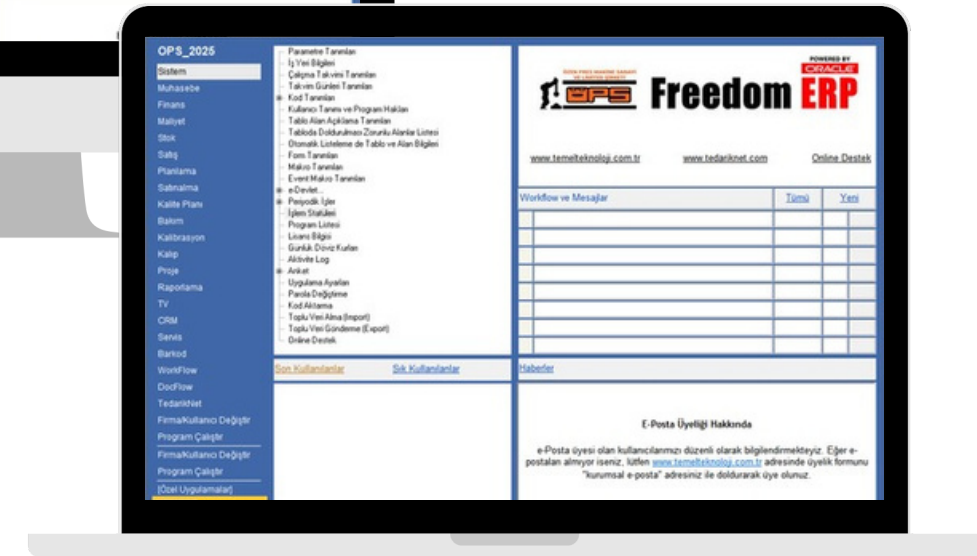 OPS_2025
Sistem
Muhasebe
Finans
Maliyet
Stok
Satış
Planlama
Satınalma
Kalite Planı
Bakım
Kalibrasyon
Kalıp
Proje
Raporlama
TV
CRM
Servis
Barkod
WorkFlow
DocFlow
TedarikNet
Firma/Kullanıcı Değiştir
Program Çalıştır
Firma/Kullanıcı Değiştir
Program Çalıştır
[Özel Uygulamalar]
Parametre Tanımları
İş Yeri Bilgileri
Çalışma Takvimi Tanımları
Takvim Günleri Tanımları
Kod Tanımları
Kullanıcı Tanımı ve Program Hakları
Tablo Alan Açıklama Tanımları
Tabloda Doldurulması Zorunlu Alanlar Listesi
Otomatik Listeleme de Tablo ve Alan Bilgileri
Form Tanımları
Makro Tanımları
Event Makro Tanımları
e-Devlet...
Periyodik İşler
İşlem Statüleri
Program Listesi
Lisans Bilgisi
Günlük Döviz Kurları
Aktivite Log
Anket
Uygulama Ayarları
Parola Değiştirme
Kod Aktarma
Toplu Veri Alma (Import)
Toplu Veri Gönderme (Export)
Online Destek
Son Kullanılanlar Sık Kullanılanlar
POWERED BY
ORACLE
OPS Freedom ERP
www.temelteknoloji.com.tr www.tedariknet.com Online Destek
Workflow ve Mesajlar Tümü Yeni
Haberler
E-Posta Üyeliği Hakkında
e-Posta üyesi olan kullanıcılarımızı düzenli olarak bilgilendirmekteyiz. Eğer e-
postaları almıyor iseniz, lütfen www.temelteknoloji.com.tr adresinde üyelik formunu
"kurumsal e-posta" adresiniz ile doldurarak üye olunuz.